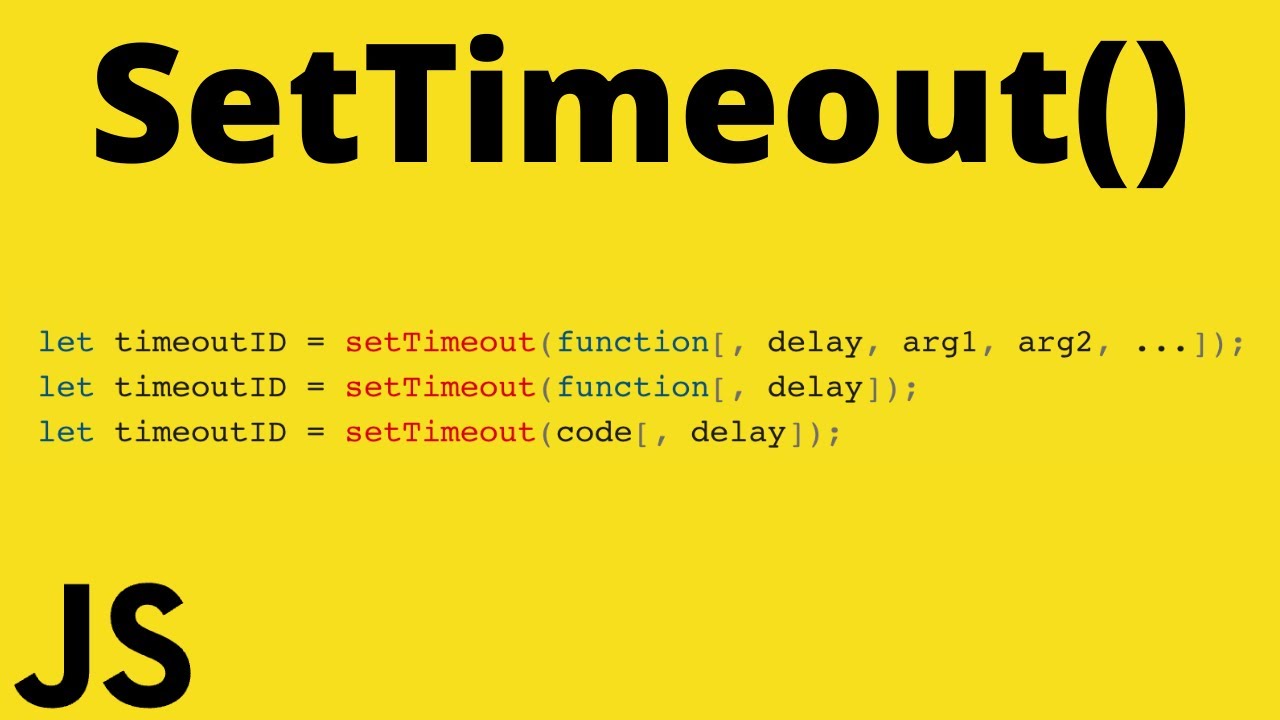 SetTimeout()
let timeoutID = setTimeout(function[, delay, arg1, arg2, ...]);
let timeoutID = setTimeout(function[, delay]);
let timeoutID = setTimeout(code[, delay]);
JS